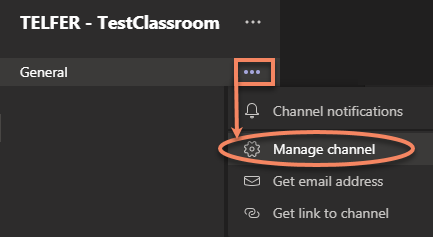 TELFER - TestClassroom ...
General ...
Channel notifications
Manage channel
Get email address
Get link to channel